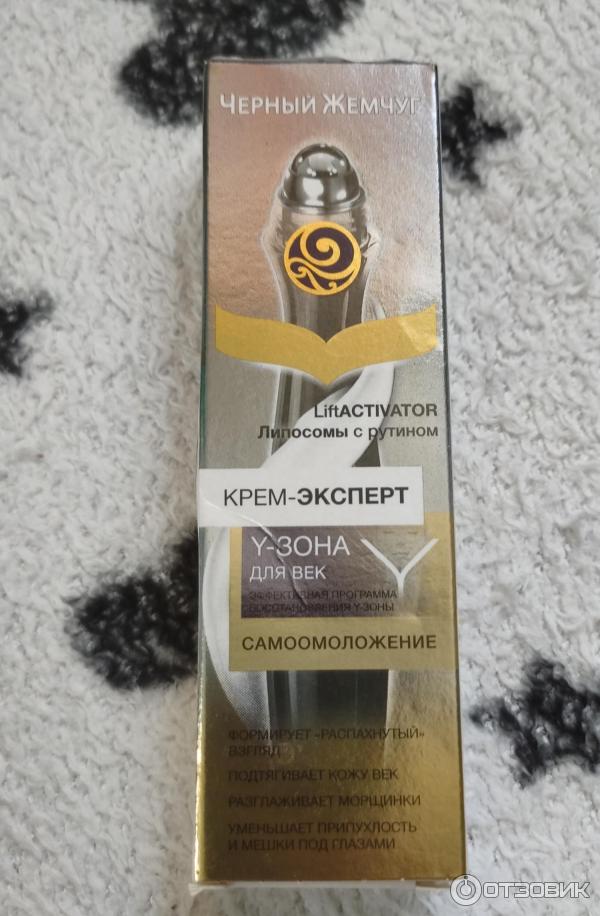 ЧЕРНЫЙ ЖЕМЧУГ
LiftACTIVATOR
Липосомы с рутином
КРЕМ-ЭКСПЕРТ
Y-ЗОНА
ДЛЯ ВЕК
ЭФФЕКТИВНАЯ ПРОГРАММА
ВОССТАНОВЛЕНИЯ Y-ЗОНЫ
САМООМОЛОЖЕНИЕ
ФОРМИРУЕТ «РАСПАХНУТЫЙ»
ВЗГЛЯД
ПОДТЯГИВАЕТ КОЖУ ВЕК
РАЗГЛАЖИВАЕТ МОРЩИНКИ
УМЕНЬШАЕТ ПРИПУХЛОСТЬ
И МЕШКИ ПОД ГЛАЗАМИ
ОТЗОВИК